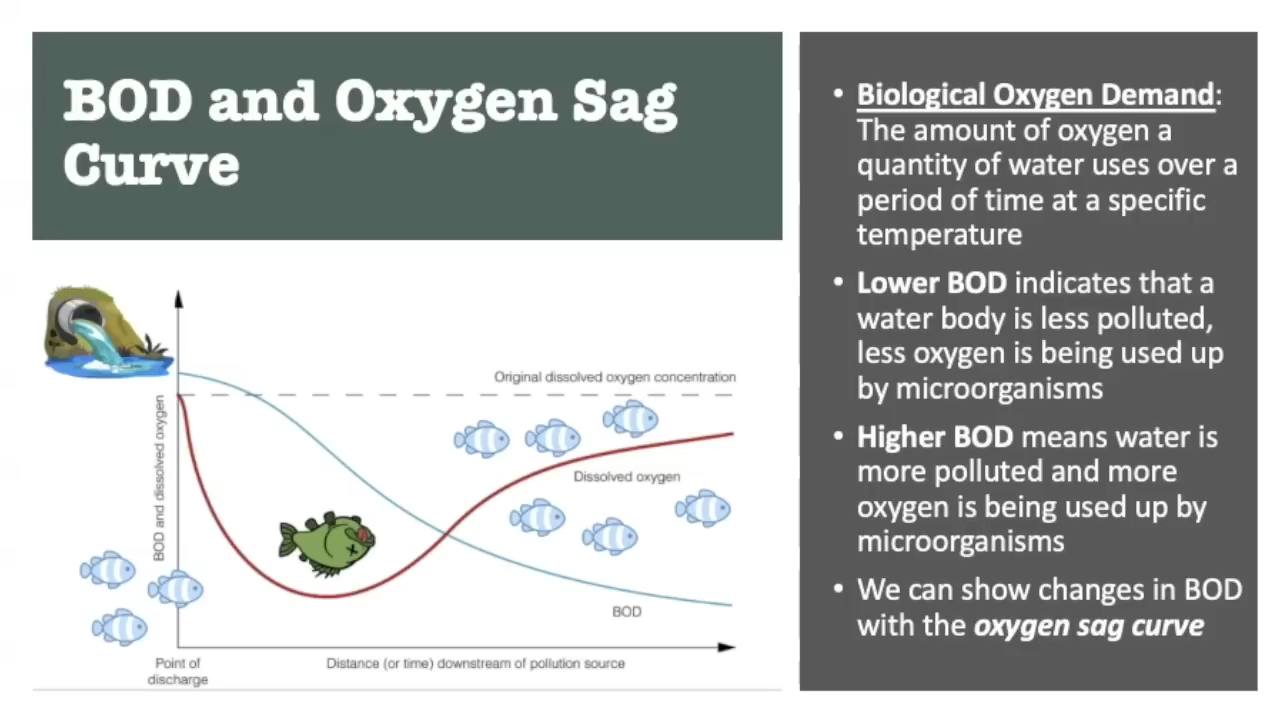 BOD and Oxygen Sag
Curve
• Biological Oxygen Demand:
The amount of oxygen a
quantity of water uses over a
period of time at a specific
temperature
• Lower BOD indicates that a
water body is less polluted,
less oxygen is being used up
by microorganisms
• Higher BOD means water is
more polluted and more
oxygen is being used up by
microorganisms
• We can show changes in BOD
with the oxygen sag curve
Original dissolved oxygen concentration
BOD and dissolved oxygen
Dissolved oxygen
BOD
Point of
discharge
Distance (or time) downstream of pollution source